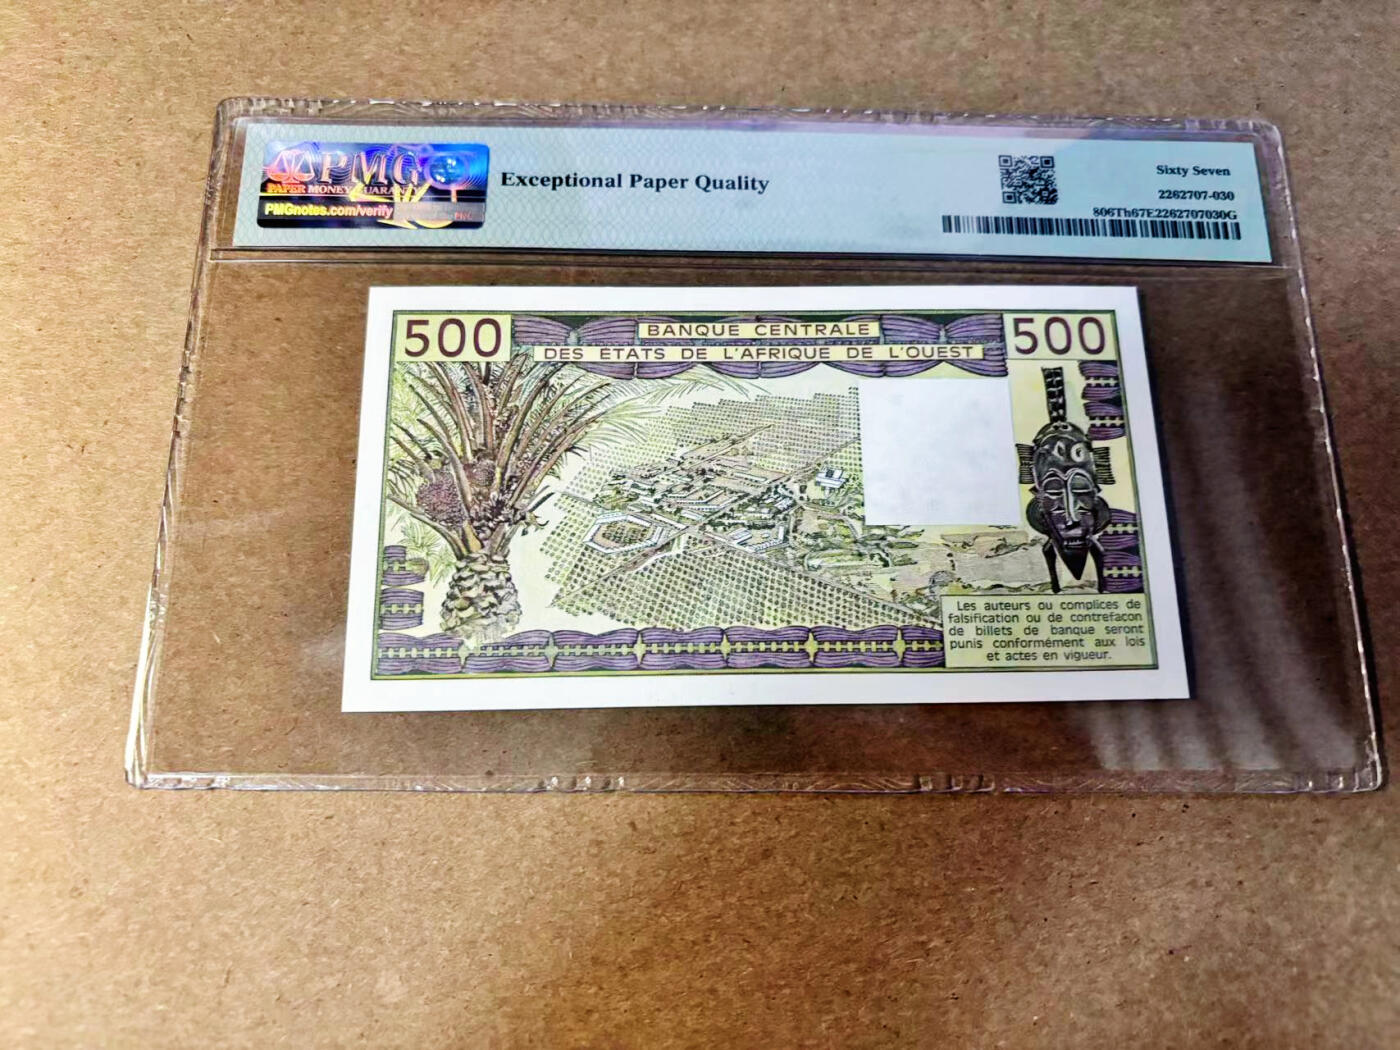 PMG
PAPER MONEY GUARANTY
PMGnotes.com/verify
Exceptional Paper Quality
Sixty Seven
2262707-030
806Th67E2262707030G
500
BANQUE CENTRALE
DES ETATS DE L'AFRIQUE DE L'OUEST
500
Les auteurs ou complices de
falsification ou de contrefaçon
de billets de banque seront
punis conformément aux lois
et actes en vigueur.